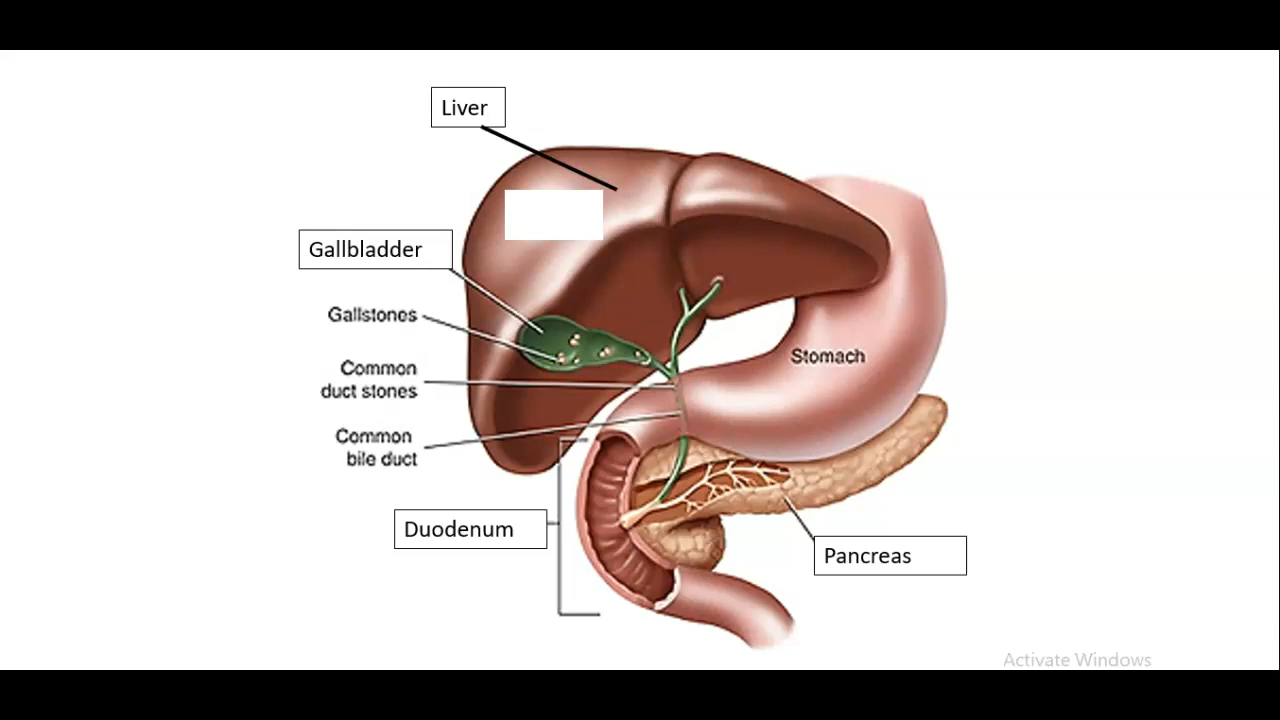 Liver
Gallbladder
Gallstones
Common
duct stones
Stomach
Common
bile duct
Duodenum
Pancreas
Activate Windows